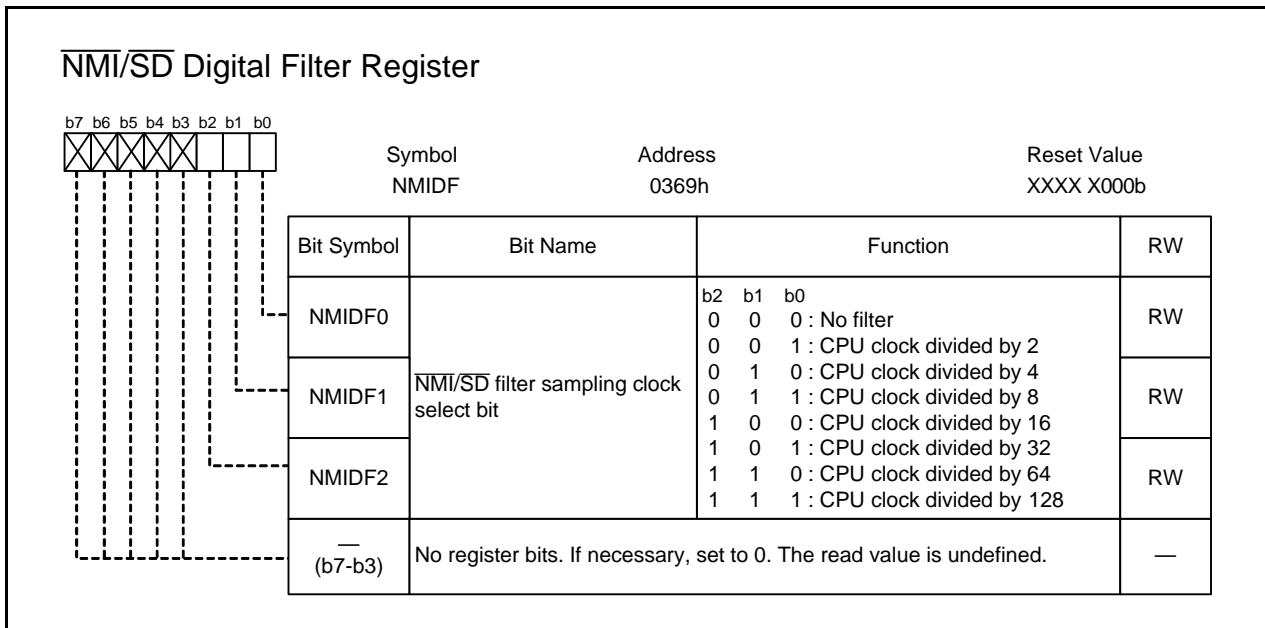 NMI/SD Digital Filter Register
b7 b6 b5 b4 b3 b2 b1 b0
Symbol Address Reset Value
NMIDF 0369h XXXX X000b
Bit Symbol Bit Name Function RW
NMIDF0 RW
NMIDF1 RW
NMIDF2 RW
NMI/SD filter sampling clock
select bit
b2 b1 b0
0 0 0 : No filter
0 0 1 : CPU clock divided by 2
0 1 0 : CPU clock divided by 4
0 1 1 : CPU clock divided by 8
1 0 0 : CPU clock divided by 16
1 0 1 : CPU clock divided by 32
1 1 0 : CPU clock divided by 64
1 1 1 : CPU clock divided by 128
—
(b7-b3) No register bits. If necessary, set to 0. The read value is undefined. —